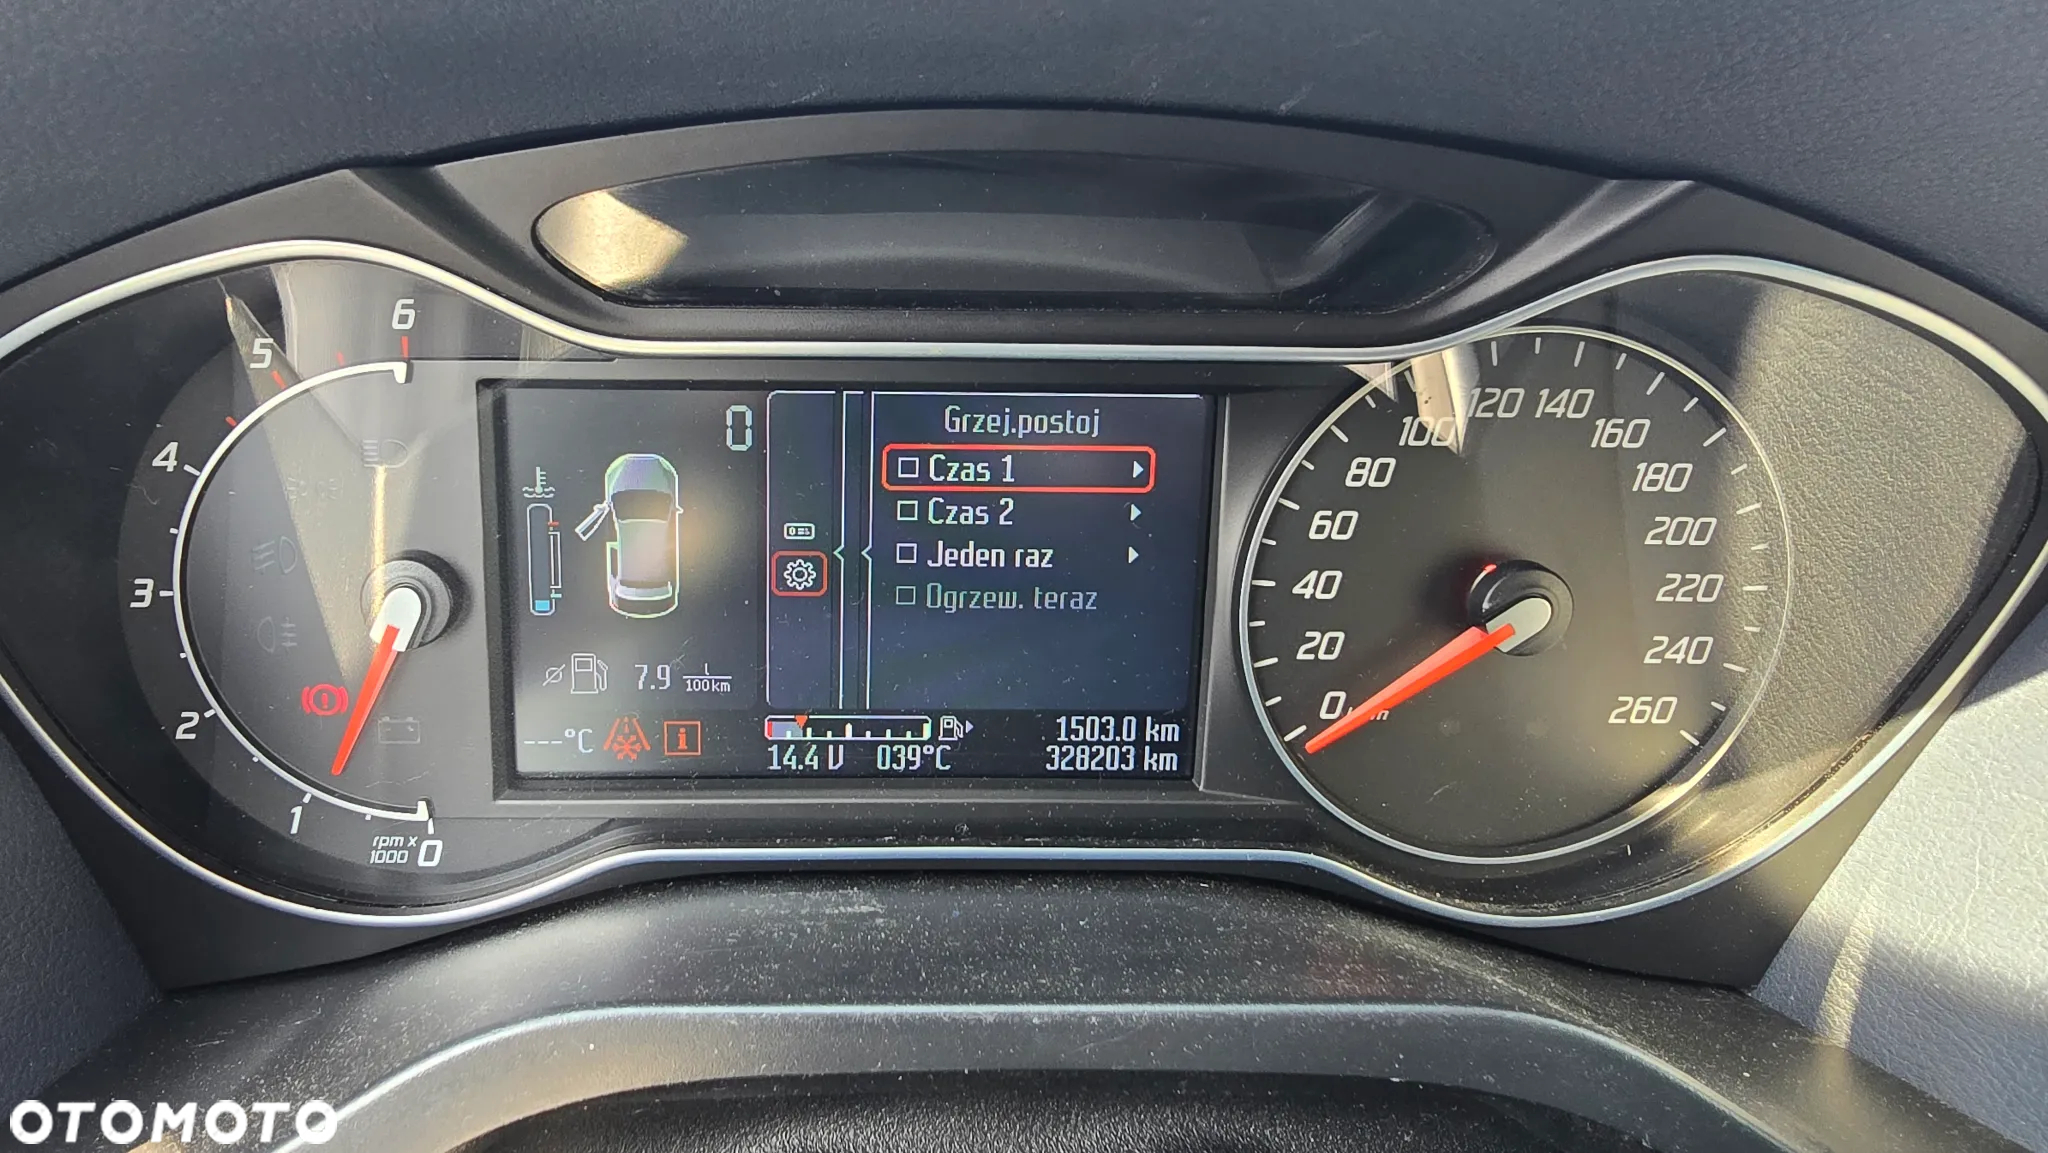 6
5
4
3
2
1
rpm x
1000
0
0
7.9 l
100km
---°C
Grzej.postoj
Czas 1
Czas 2
Jeden raz
Ogrzew. teraz
14.4 V 039°C
1503.0 km
328203 km
0
20
40
60
80
100
120
140
160
180
200
220
240
260
OTOMOTO